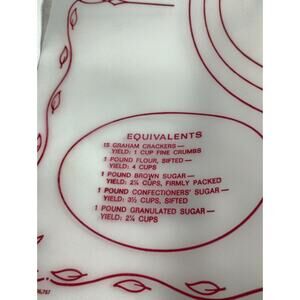 EQUIVALENTS
15 GRAHAM CRACKERS—
YIELD: 1 CUP FINE CRUMBS
1 POUND FLOUR, SIFTED—
YIELD: 4 CUPS
1 POUND BROWN SUGAR—
YIELD: 2¼ CUPS, FIRMLY PACKED
1 POUND CONFECTIONERS' SUGAR—
YIELD: 3½ CUPS, SIFTED
1 POUND GRANULATED SUGAR—
YIELD: 2¼ CUPS